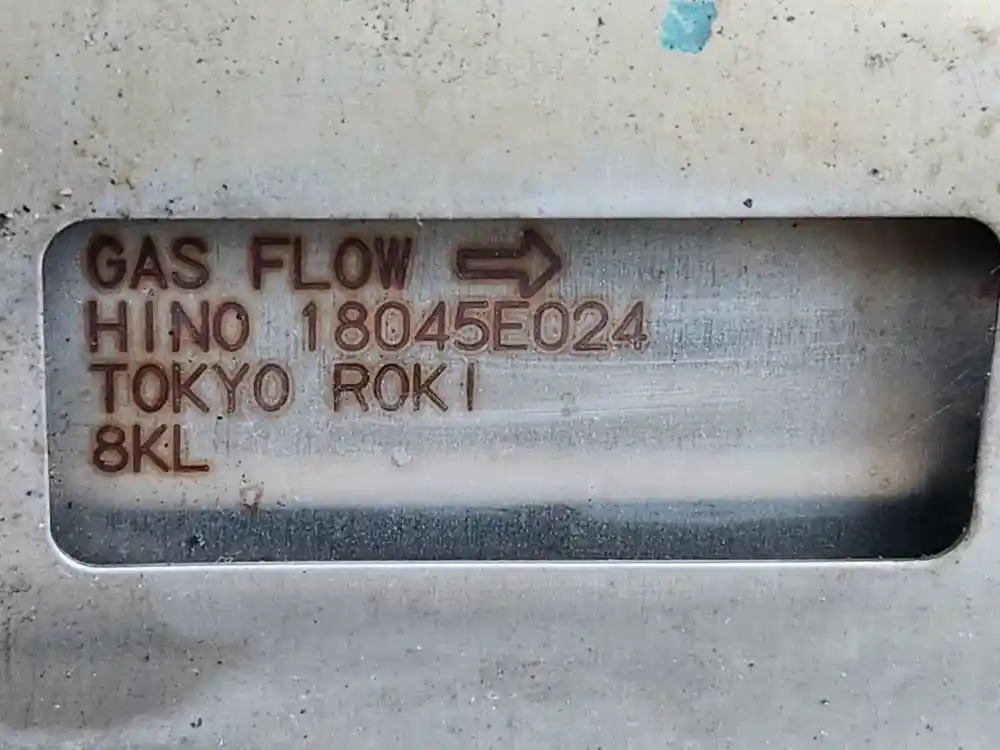 GAS FLOW ⇨
HINO 18045E024
TOKYO ROKI
8KL